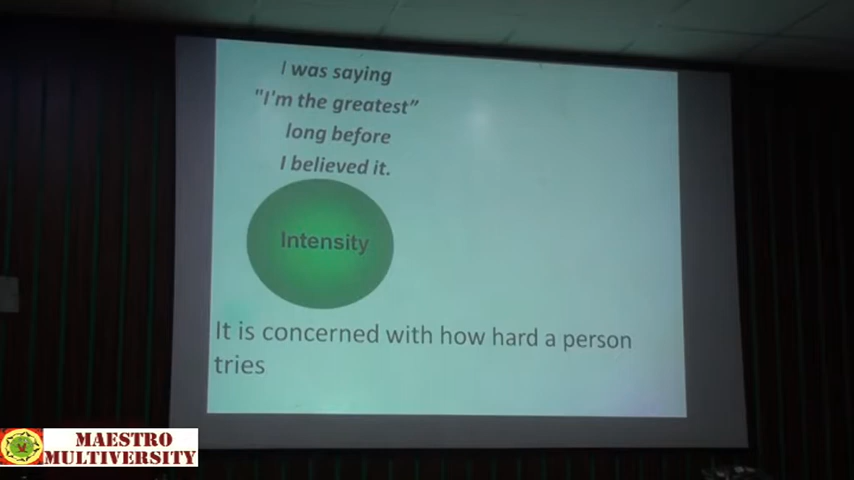 I was saying
"I'm the greatest”
long before
I believed it.
Intensity
It is concerned with how hard a person
tries
MAESTRO
MULTIVERSITY